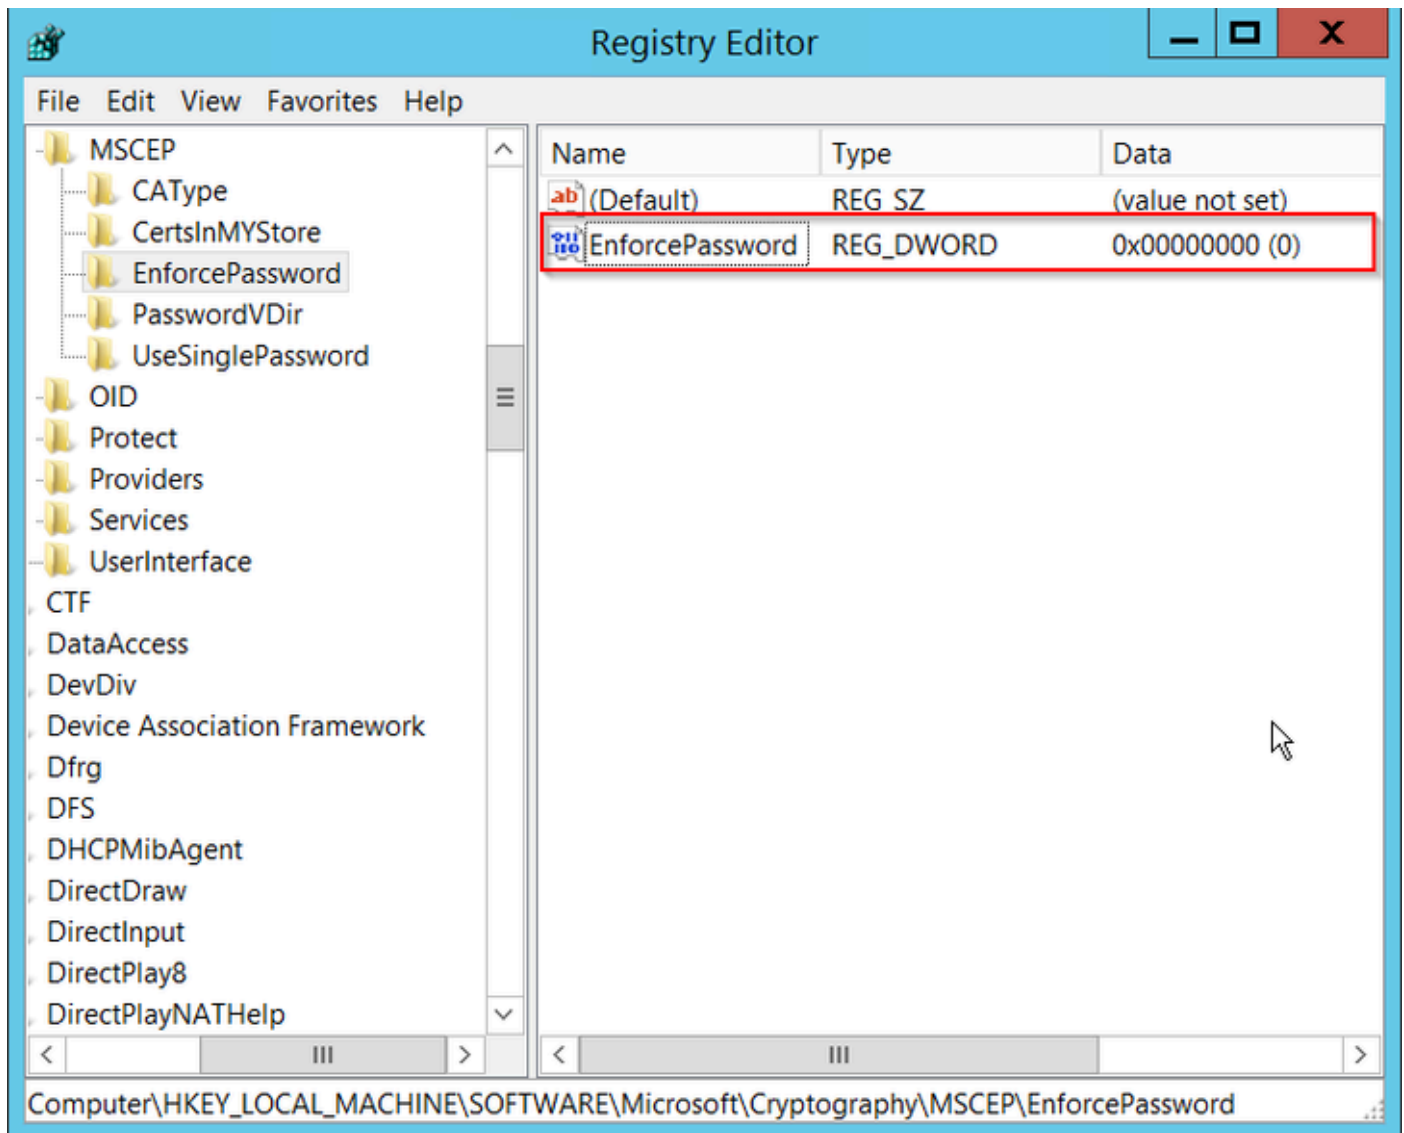 Registry Editor
File Edit View Favorites Help
MSCEP
CAType
CertsInMYStore
EnforcePassword
PasswordVDir
UseSinglePassword
OID
Protect
Providers
Services
UserInterface
CTF
DataAccess
DevDiv
Device Association Framework
Dfrg
DFS
DHCPMibAgent
DirectDraw
DirectInput
DirectPlay8
DirectPlayNATHelp
Name Type Data
(Default) REG_SZ (value not set)
EnforcePassword REG_DWORD 0x00000000 (0)
Computer\HKEY_LOCAL_MACHINE\SOFTWARE\Microsoft\Cryptography\MSCEP\EnforcePassword